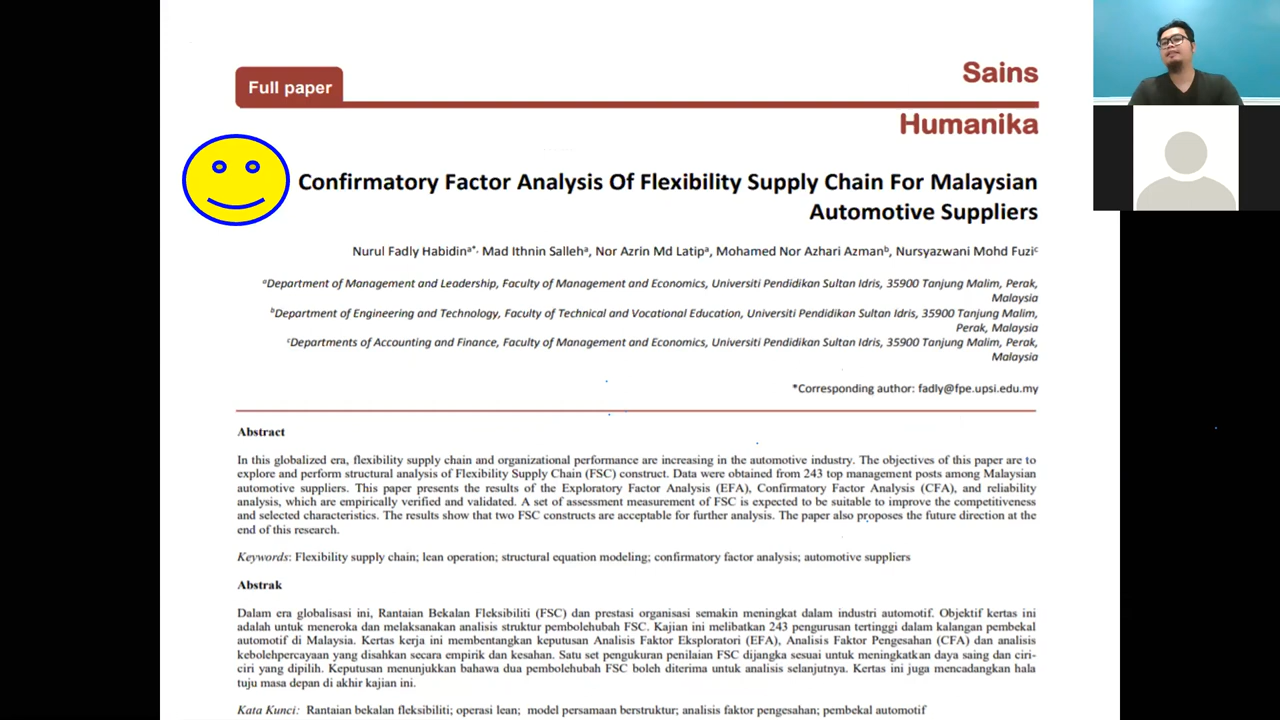 Full paper
Sains
Humanika
Confirmatory Factor Analysis Of Flexibility Supply Chain For Malaysian
Automotive Suppliers
Nurul Fadly Habidinᵃ*· Mad Ithnin Sallehᵃ, Nor Azrin Md Latipᵃ, Mohamed Nor Azhari Azmanᵇ, Nursyazwani Mohd Fuziᶜ
ᵃDepartment of Management and Leadership, Faculty of Management and Economics, Universiti Pendidikan Sultan Idris, 35900 Tanjung Malim, Perak,
Malaysia
ᵇDepartment of Engineering and Technology, Faculty of Technical and Vocational Education, Universiti Pendidikan Sultan Idris, 35900 Tanjung Malim,
Perak, Malaysia
ᶜDepartments of Accounting and Finance, Faculty of Management and Economics, Universiti Pendidikan Sultan Idris, 35900 Tanjung Malim, Perak,
Malaysia
*Corresponding author: fadly@fpe.upsi.edu.my
Abstract
In this globalized era, flexibility supply chain and organizational performance are increasing in the automotive industry. The objectives of this paper are to
explore and perform structural analysis of Flexibility Supply Chain (FSC) construct. Data were obtained from 243 top management posts among Malaysian
automotive suppliers. This paper presents the results of the Exploratory Factor Analysis (EFA), Confirmatory Factor Analysis (CFA), and reliability
analysis, which are empirically verified and validated. A set of assessment measurement of FSC is expected to be suitable to improve the competitiveness
and selected characteristics. The results show that two FSC constructs are acceptable for further analysis. The paper also proposes the future direction at the
end of this research.
Keywords: Flexibility supply chain; lean operation; structural equation modeling; confirmatory factor analysis; automotive suppliers
Abstrak
Dalam era globalisasi ini, Rantaian Bekalan Fleksibiliti (FSC) dan prestasi organisasi semakin meningkat dalam industri automotif. Objektif kertas ini
adalah untuk meneroka dan melaksanakan analisis struktur pembolehubah FSC. Kajian ini melibatkan 243 pengurusan tertinggi dalam kalangan pembekal
automotif di Malaysia. Kertas kerja ini membentangkan keputusan Analisis Faktor Eksploratori (EFA), Analisis Faktor Pengesahan (CFA) dan analisis
kebolehpercayaan yang disahkan secara empirik dan kesahan. Satu set pengukuran penilaian FSC dijangka sesuai untuk meningkatkan daya saing dan ciri-
ciri yang dipilih. Keputusan menunjukkan bahawa dua pembolehubah FSC boleh diterima untuk analisis selanjutnya. Kertas ini juga mencadangkan hala
tuju masa depan di akhir kajian ini.
Kata Kunci: Rantaian bekalan fleksibiliti; operasi lean; model persamaan berstruktur; analisis faktor pengesahan; pembekal automotif